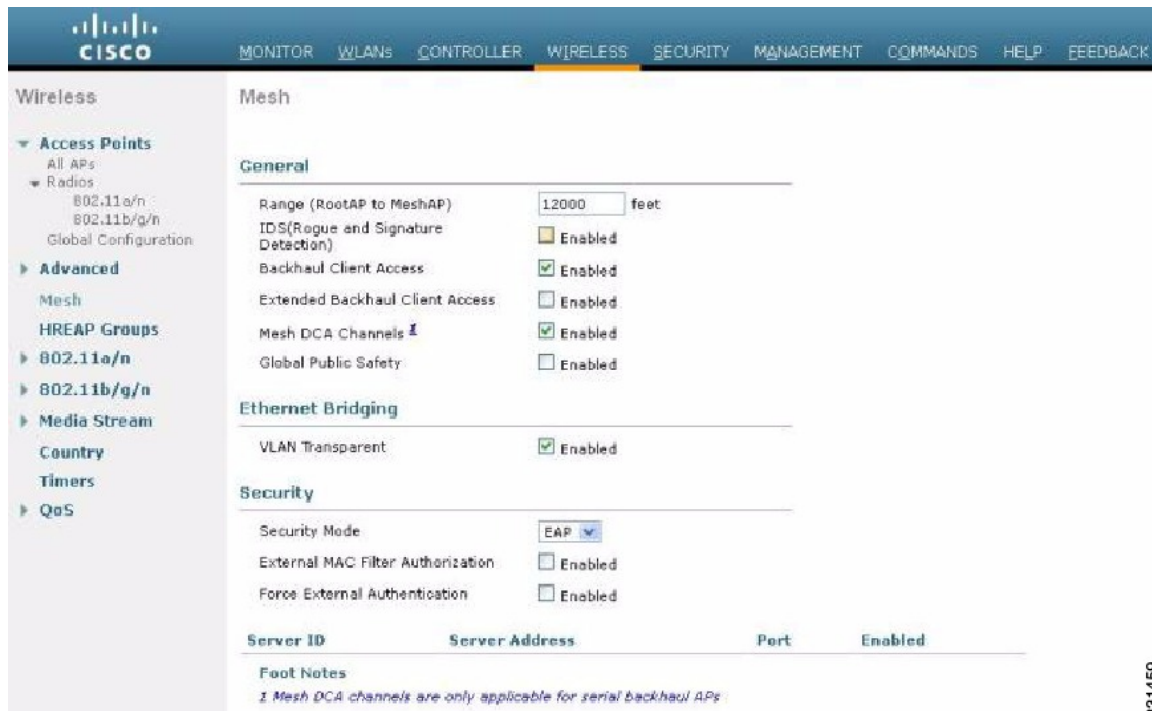 CISCO
MONITOR WLANs CONTROLLER WIRELESS SECURITY MANAGEMENT COMMANDS HELP FEEDBACK
Wireless
Access Points
All APs
Radios
802.11a/n
802.11b/g/n
Global Configuration
Advanced
Mesh
HREAP Groups
802.11a/n
802.11b/g/n
Media Stream
Country
Timers
QoS
Mesh
General
Range (RootAP to MeshAP) 12000 feet
IDS(Rogue and Signature
Detection) Enabled
Backhaul Client Access Enabled
Extended Backhaul Client Access Enabled
Mesh DCA Channels 1 Enabled
Global Public Safety Enabled
Ethernet Bridging
VLAN Transparent Enabled
Security
Security Mode EAP
External MAC Filter Authorization Enabled
Force External Authentication Enabled
Server ID Server Address Port Enabled
Foot Notes
1 Mesh DCA channels are only applicable for serial backhaul APs